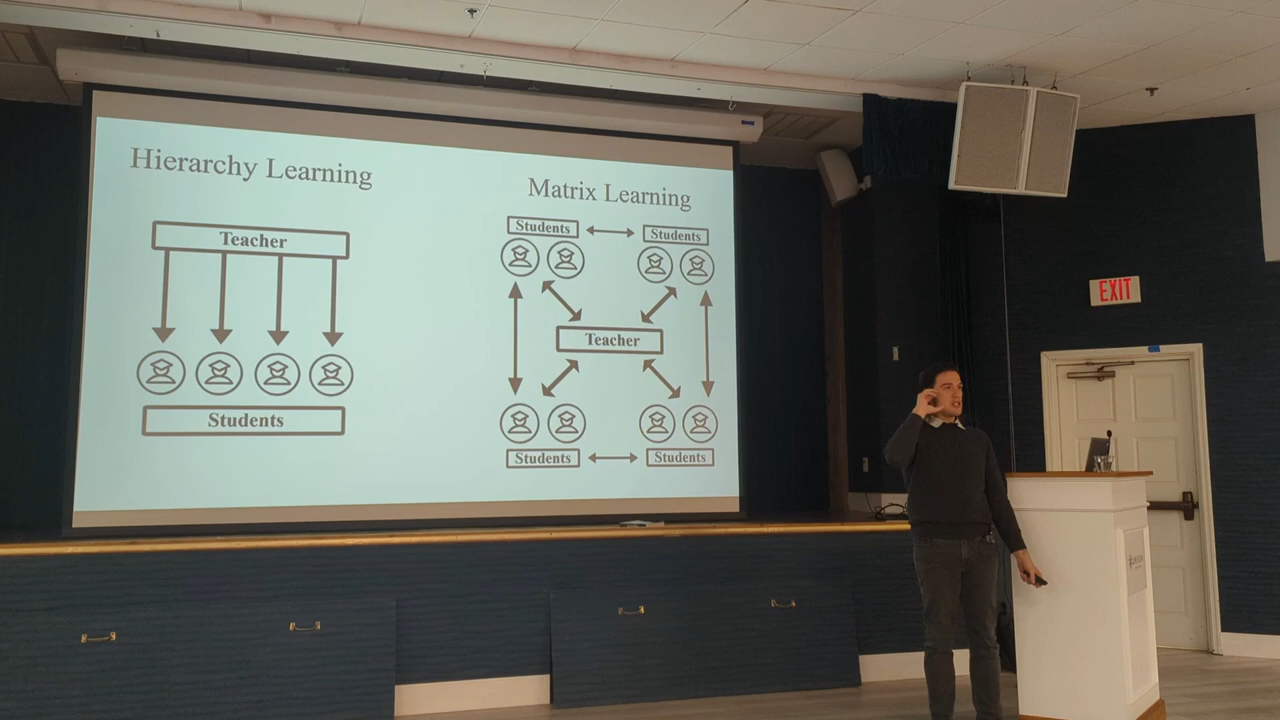 Hierarchy Learning
Teacher
Students
Matrix Learning
Students
Students
Teacher
Students
Students
EXIT